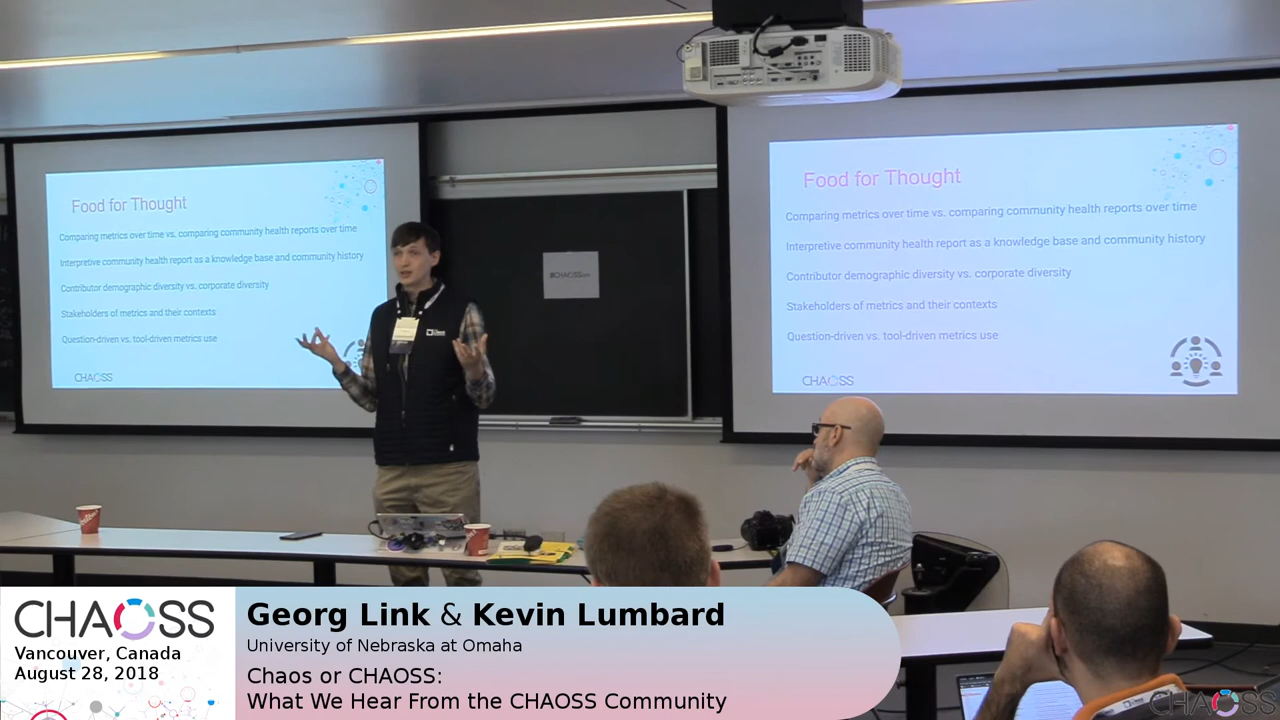 Food for Thought
Comparing metrics over time vs. comparing community health reports over time
Interpretive community health report as a knowledge base and community history
Contributor demographic diversity vs. corporate diversity
Stakeholders of metrics and their contexts
Question-driven vs. tool-driven metrics use
CHAOSS
#CHAOSScon
Food for Thought
Comparing metrics over time vs. comparing community health reports over time
Interpretive community health report as a knowledge base and community history
Contributor demographic diversity vs. corporate diversity
Stakeholders of metrics and their contexts
Question-driven vs. tool-driven metrics use
CHAOSS
CHAOSS
Vancouver, Canada
August 28, 2018
Georg Link & Kevin Lumbard
University of Nebraska at Omaha
Chaos or CHAOSS:
What We Hear From the CHAOSS Community
CHAOSS